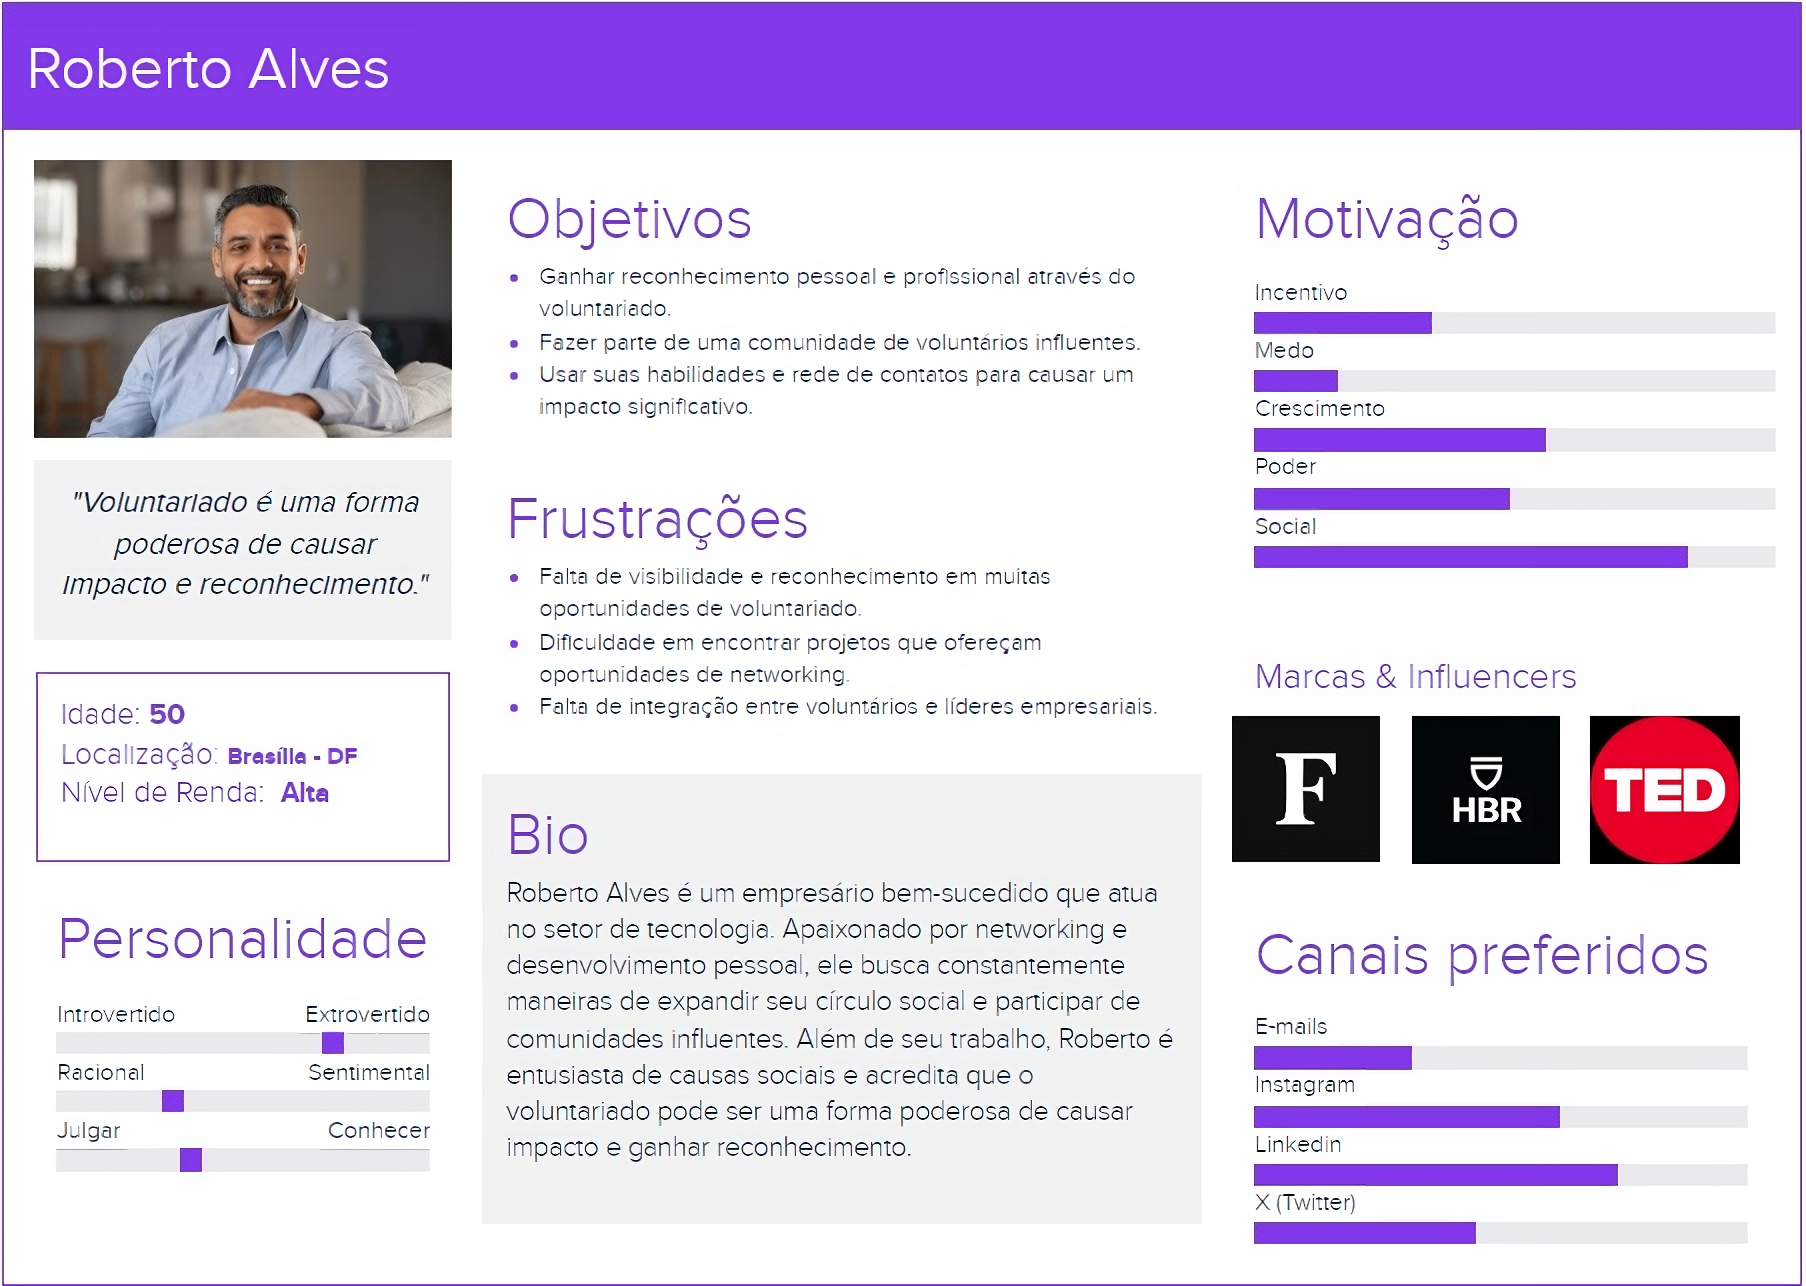 Roberto Alves
"Voluntariado é uma forma
poderosa de causar
impacto e reconhecimento."
Idade: 50
Localização: Brasília - DF
Nível de Renda: Alta
Personalidade
Introvertido Extrovertido
Racional Sentimental
Julgar Conhecer
Objetivos
• Ganhar reconhecimento pessoal e profissional através do
voluntariado.
• Fazer parte de uma comunidade de voluntários influentes.
• Usar suas habilidades e rede de contatos para causar um
impacto significativo.
Frustrações
• Falta de visibilidade e reconhecimento em muitas
oportunidades de voluntariado.
• Dificuldade em encontrar projetos que ofereçam
oportunidades de networking.
• Falta de integração entre voluntários e líderes empresariais.
Bio
Roberto Alves é um empresário bem-sucedido que atua
no setor de tecnologia. Apaixonado por networking e
desenvolvimento pessoal, ele busca constantemente
maneiras de expandir seu círculo social e participar de
comunidades influentes. Além de seu trabalho, Roberto é
entusiasta de causas sociais e acredita que o
voluntariado pode ser uma forma poderosa de causar
impacto e ganhar reconhecimento.
Motivação
Incentivo
Medo
Crescimento
Poder
Social
Marcas & Influencers
F
HBR
TED
Canais preferidos
E-mails
Instagram
Linkedin
X (Twitter)